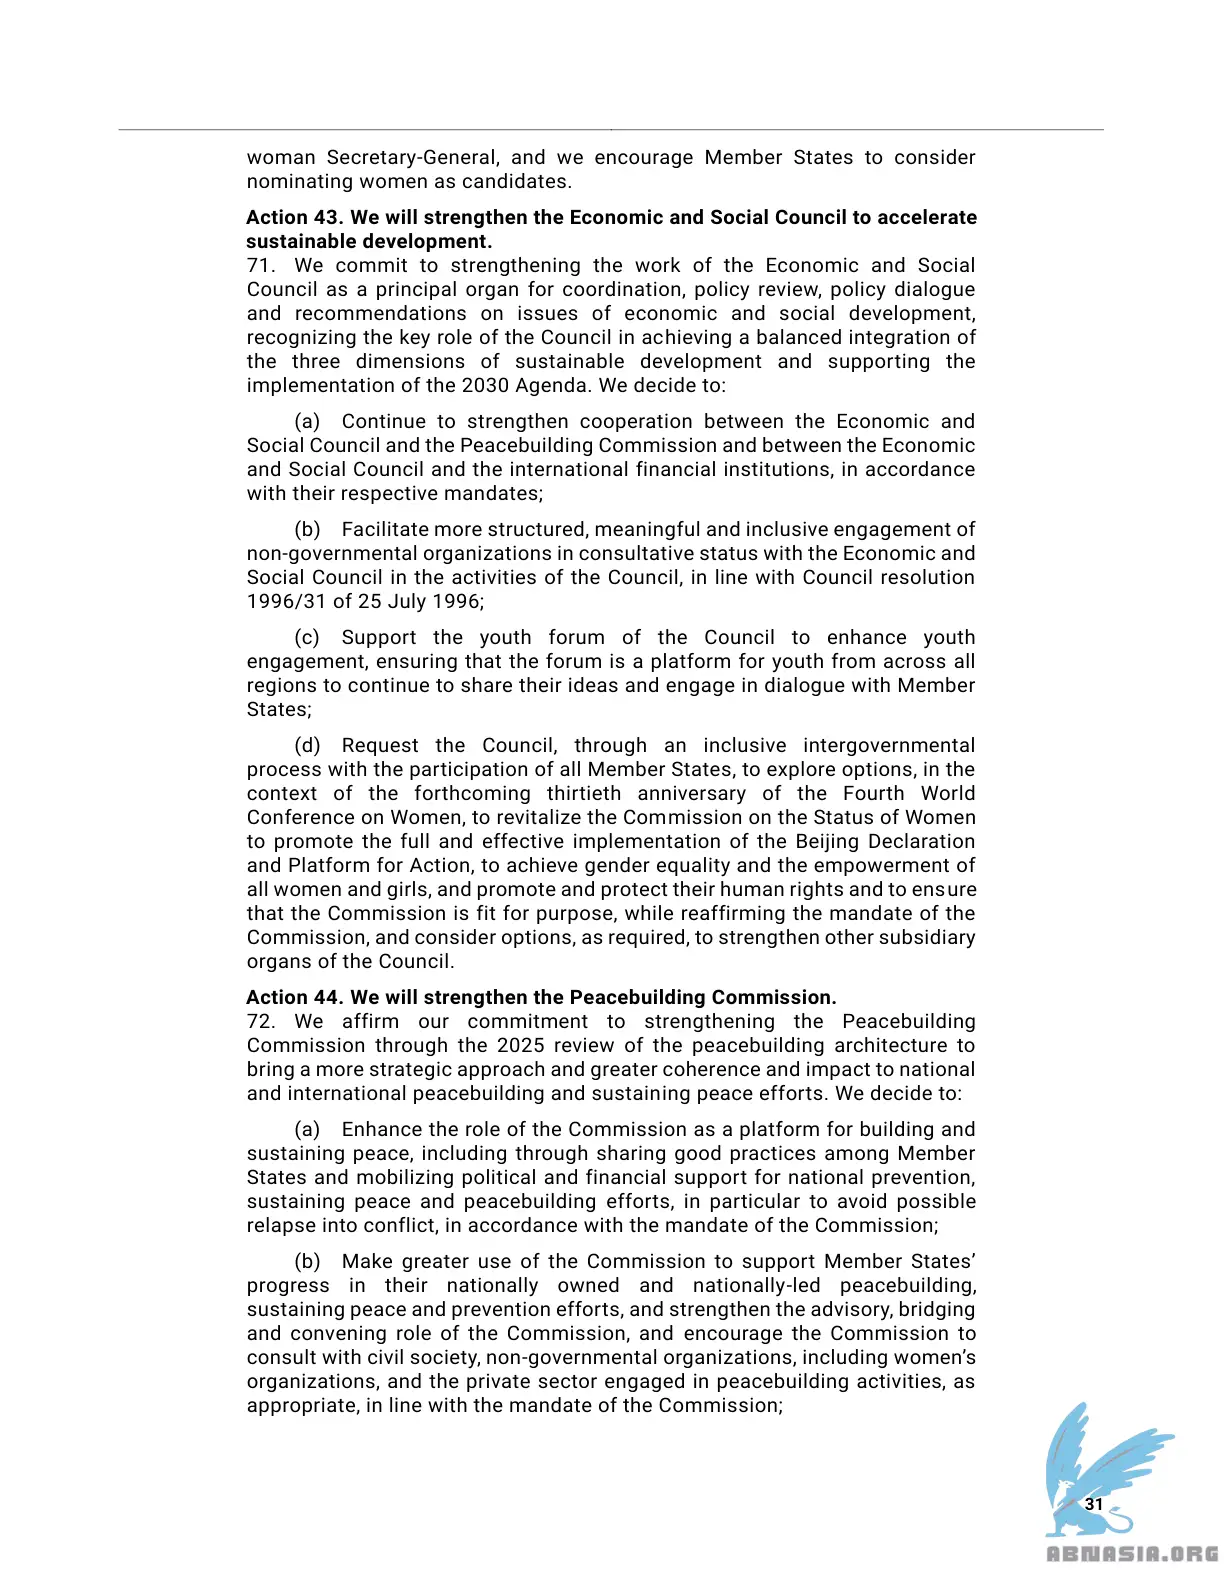 woman Secretary-General, and we encourage Member States to consider
nominating women as candidates.
Action 43. We will strengthen the Economic and Social Council to accelerate
sustainable development.
71. We commit to strengthening the work of the Economic and Social
Council as a principal organ for coordination, policy review, policy dialogue
and recommendations on issues of economic and social development,
recognizing the key role of the Council in achieving a balanced integration of
the three dimensions of sustainable development and supporting the
implementation of the 2030 Agenda. We decide to:
(a) Continue to strengthen cooperation between the Economic and
Social Council and the Peacebuilding Commission and between the Economic
and Social Council and the international financial institutions, in accordance
with their respective mandates;
(b) Facilitate more structured, meaningful and inclusive engagement of
non-governmental organizations in consultative status with the Economic and
Social Council in the activities of the Council, in line with Council resolution
1996/31 of 25 July 1996;
(c) Support the youth forum of the Council to enhance youth
engagement, ensuring that the forum is a platform for youth from across all
regions to continue to share their ideas and engage in dialogue with Member
States;
(d) Request the Council, through an inclusive intergovernmental
process with the participation of all Member States, to explore options, in the
context of the forthcoming thirtieth anniversary of the Fourth World
Conference on Women, to revitalize the Commission on the Status of Women
to promote the full and effective implementation of the Beijing Declaration
and Platform for Action, to achieve gender equality and the empowerment of
all women and girls, and promote and protect their human rights and to ensure
that the Commission is fit for purpose, while reaffirming the mandate of the
Commission, and consider options, as required, to strengthen other subsidiary
organs of the Council.
Action 44. We will strengthen the Peacebuilding Commission.
72. We affirm our commitment to strengthening the Peacebuilding
Commission through the 2025 review of the peacebuilding architecture to
bring a more strategic approach and greater coherence and impact to national
and international peacebuilding and sustaining peace efforts. We decide to:
(a) Enhance the role of the Commission as a platform for building and
sustaining peace, including through sharing good practices among Member
States and mobilizing political and financial support for national prevention,
sustaining peace and peacebuilding efforts, in particular to avoid possible
relapse into conflict, in accordance with the mandate of the Commission;
(b) Make greater use of the Commission to support Member States’
progress in their nationally owned and nationally-led peacebuilding,
sustaining peace and prevention efforts, and strengthen the advisory, bridging
and convening role of the Commission, and encourage the Commission to
consult with civil society, non-governmental organizations, including women’s
organizations, and the private sector engaged in peacebuilding activities, as
appropriate, in line with the mandate of the Commission;
31
ABNASIA.ORG